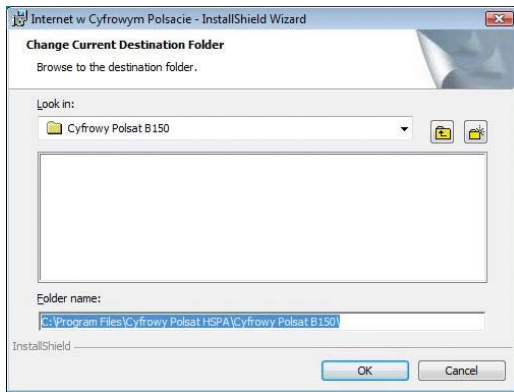 Internet w Cyfrowym Polsacie - InstallShield Wizard
Change Current Destination Folder
Browse to the destination folder.
Look in:
Cyfrowy Polsat B150
Folder name:
C:\Program Files\Cyfrowy Polsat HSPA\Cyfrowy Polsat B150\
InstallShield
OK Cancel